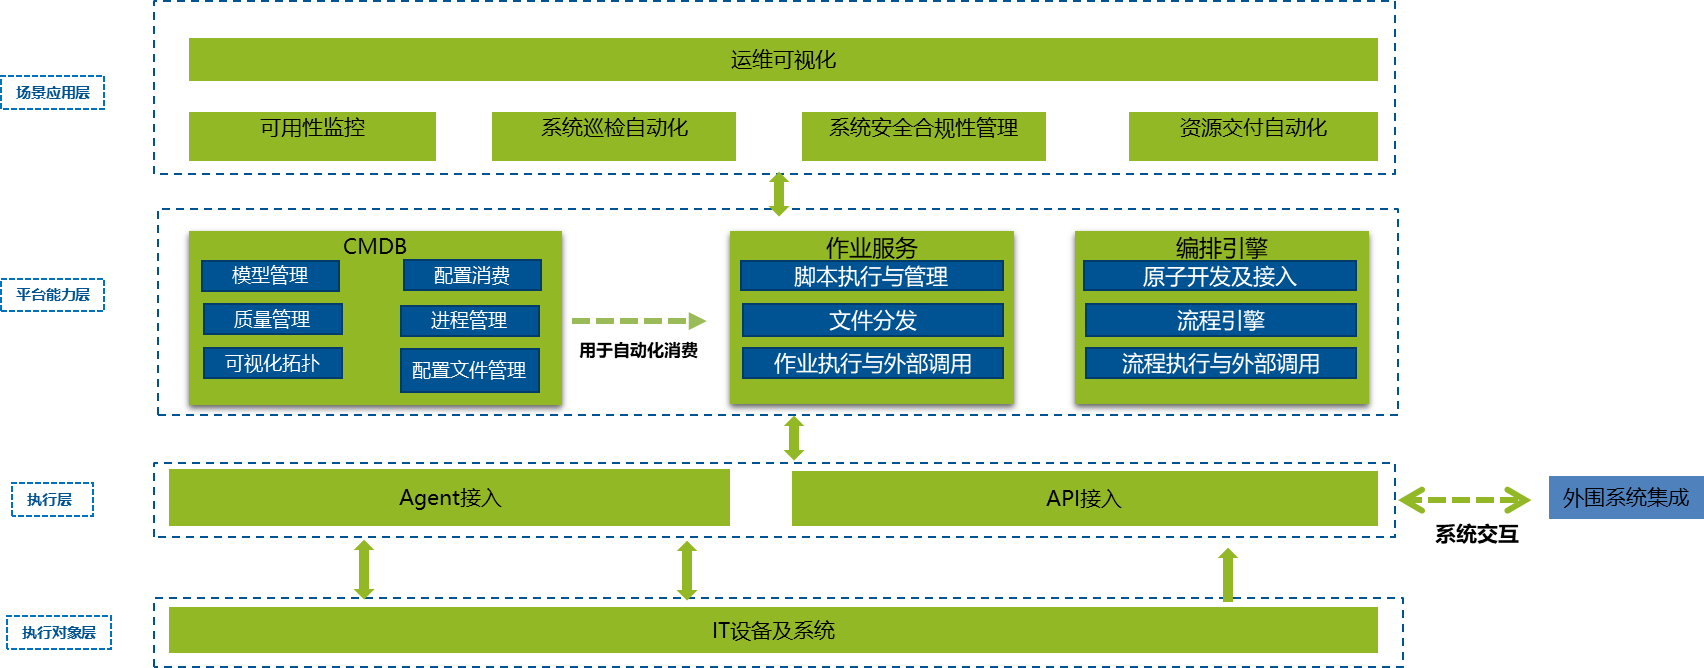 场景应用层
运维可视化
可用性监控
系统巡检自动化
系统安全合规性管理
资源交付自动化
平台能力层
CMDB
模型管理
配置消费
质量管理
进程管理
可视化拓扑
配置文件管理
用于自动化消费
作业服务
脚本执行与管理
文件分发
作业执行与外部调用
编排引擎
原子开发及接入
流程引擎
流程执行与外部调用
执行层
Agent接入
API接入
系统交互
外围系统集成
执行对象层
IT设备及系统